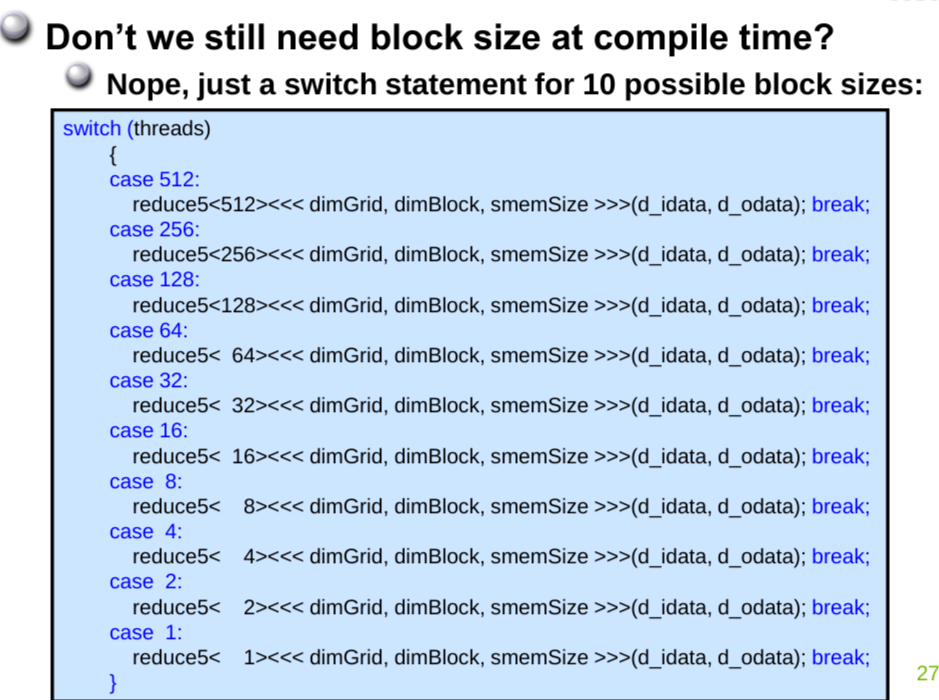 Don’t we still need block size at compile time?
Nope, just a switch statement for 10 possible block sizes:
switch (threads)
{
case 512:
reduce5<512><<< dimGrid, dimBlock, smemSize >>>(d_idata, d_odata); break;
case 256:
reduce5<256><<< dimGrid, dimBlock, smemSize >>>(d_idata, d_odata); break;
case 128:
reduce5<128><<< dimGrid, dimBlock, smemSize >>>(d_idata, d_odata); break;
case 64:
reduce5< 64><<< dimGrid, dimBlock, smemSize >>>(d_idata, d_odata); break;
case 32:
reduce5< 32><<< dimGrid, dimBlock, smemSize >>>(d_idata, d_odata); break;
case 16:
reduce5< 16><<< dimGrid, dimBlock, smemSize >>>(d_idata, d_odata); break;
case  8:
reduce5<  8><<< dimGrid, dimBlock, smemSize >>>(d_idata, d_odata); break;
case  4:
reduce5<  4><<< dimGrid, dimBlock, smemSize >>>(d_idata, d_odata); break;
case  2:
reduce5<  2><<< dimGrid, dimBlock, smemSize >>>(d_idata, d_odata); break;
case  1:
reduce5<  1><<< dimGrid, dimBlock, smemSize >>>(d_idata, d_odata); break;
}
27